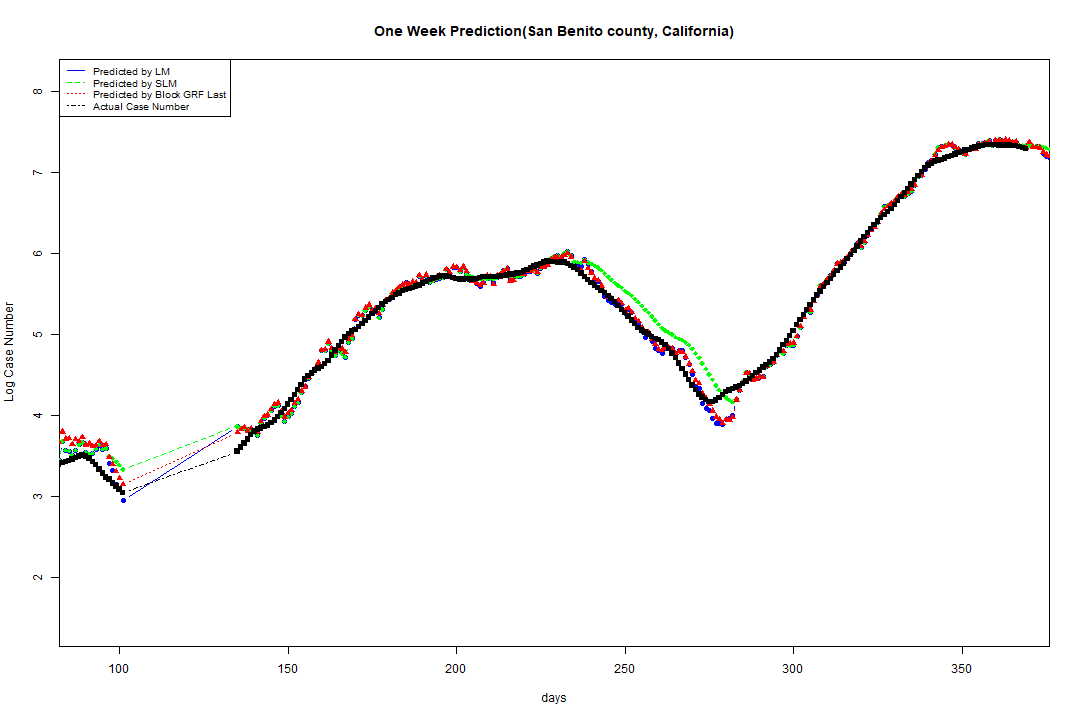 One Week Prediction(San Benito county, California)
Predicted by LM
Predicted by SLM
Predicted by Block GRF Last
Actual Case Number
8
7
6
5
4
3
2
Log Case Number
100 150 200 250 300 350
days